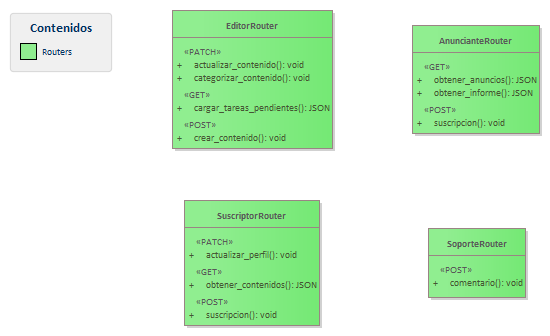 Contenidos
Routers
EditorRouter
«PATCH»
+ actualizar_contenido(): void
+ categorizar_contenido(): void
«GET»
+ cargar_tareas_pendientes(): JSON
«POST»
+ crear_contenido(): void
AnuncianteRouter
«GET»
+ obtener_anuncios(): JSON
+ obtener_informe(): JSON
«POST»
+ suscripcion(): void
SuscriptorRouter
«PATCH»
+ actualizar_perfil(): void
«GET»
+ obtener_contenidos(): JSON
«POST»
+ suscripcion(): void
SoporteRouter
«POST»
+ comentario(): void